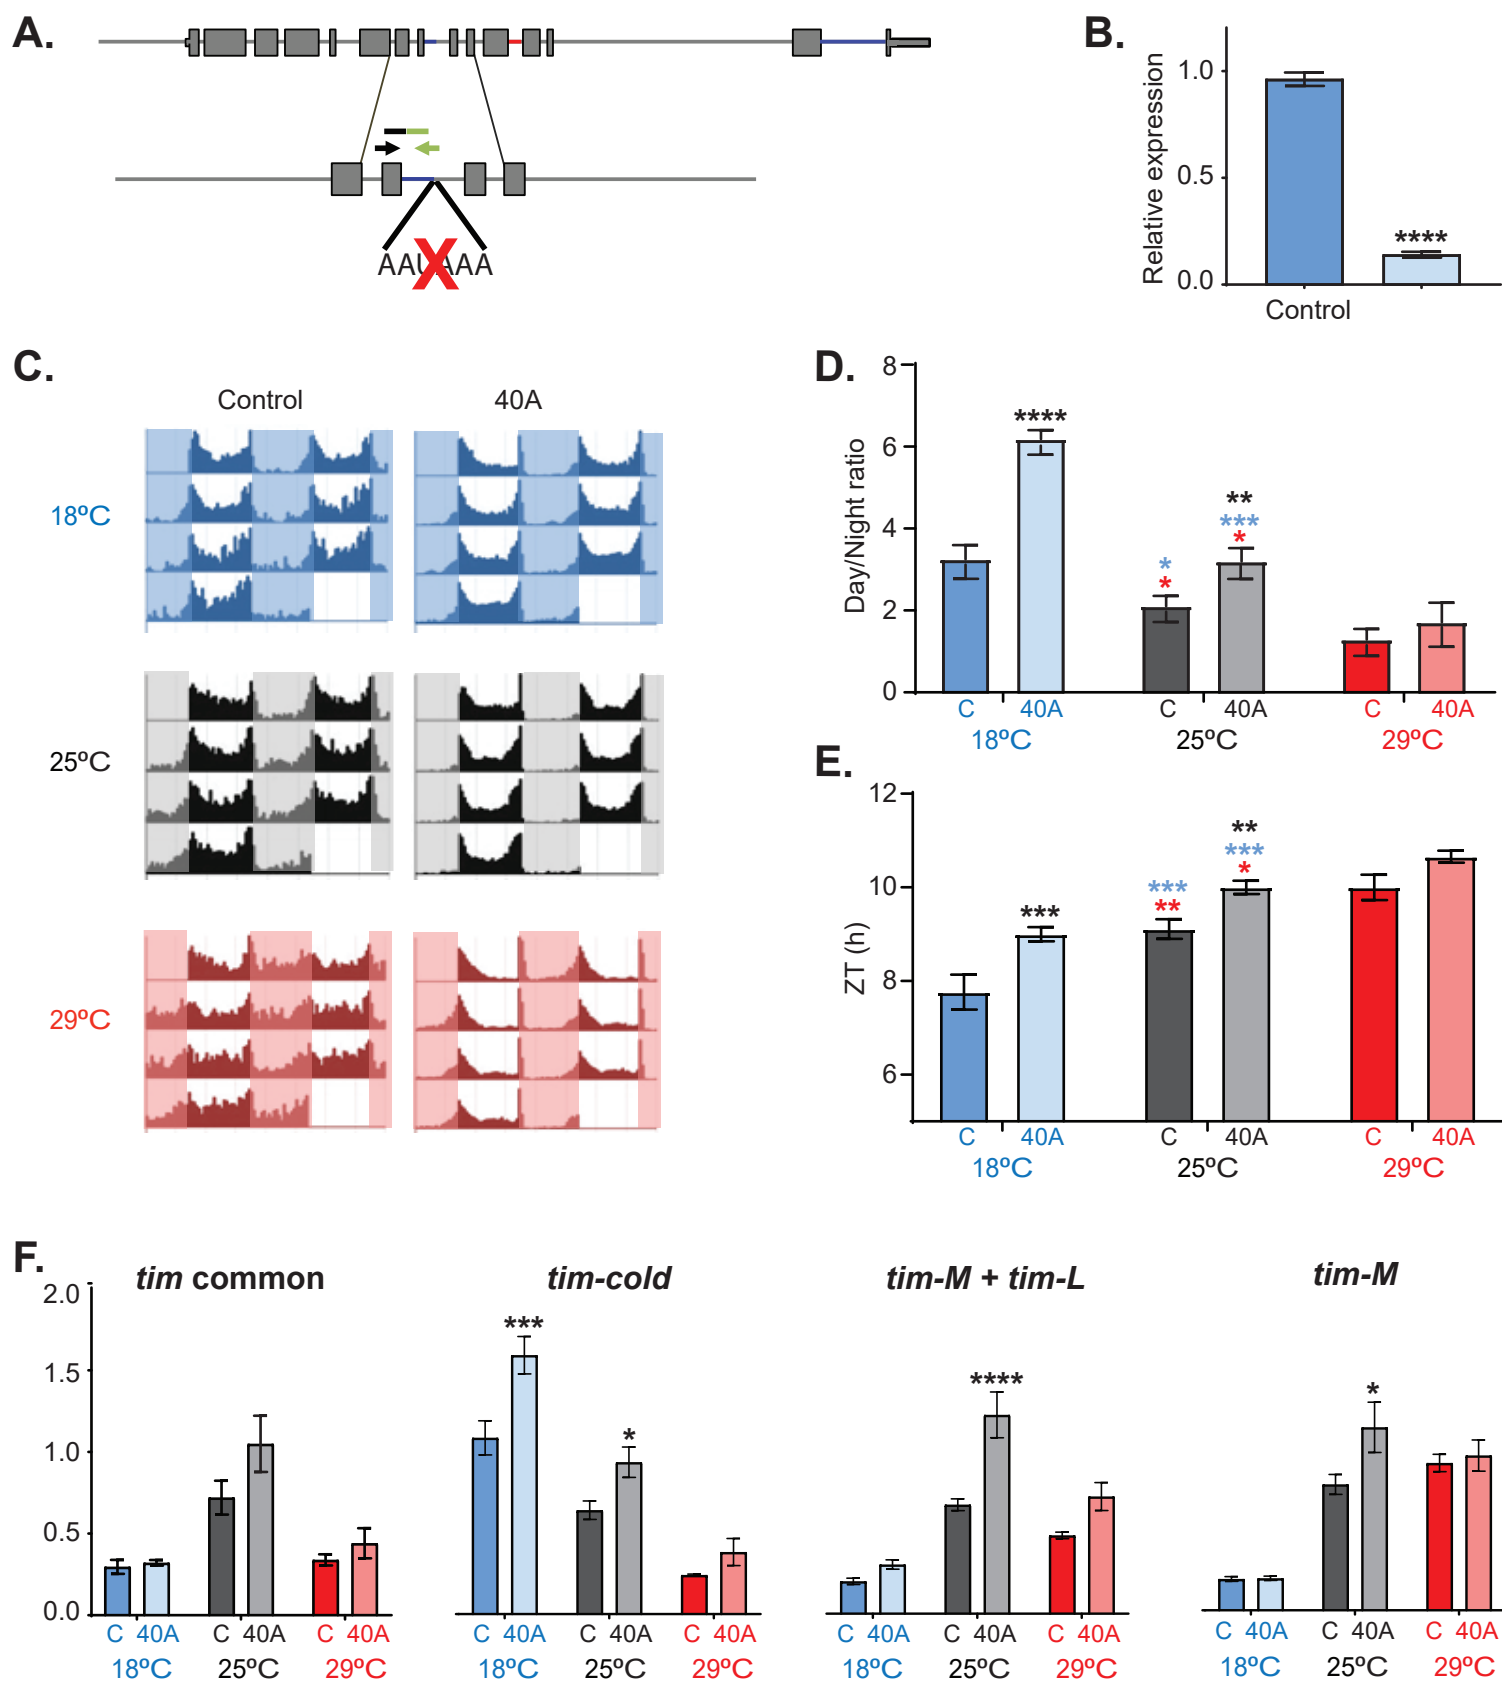 A.
AAUAAA
X
B.
Relative expression
1.0
0.5
0.0
****
Control
C.
Control 40A
18ºC
25ºC
29ºC
D.
Day/Night ratio
8
6
4
2
0
****
*
*
**
***
*
C 40A C 40A C 40A
18ºC 25ºC 29ºC
E.
ZT (h)
12
10
8
6
***
***
**
**
***
*
C 40A C 40A C 40A
18ºC 25ºC 29ºC
F.
tim common
2.0
1.5
1.0
0.5
0.0
C 40A C 40A C 40A
18ºC 25ºC 29ºC
tim-cold
***
*
C 40A C 40A C 40A
18ºC 25ºC 29ºC
tim-M + tim-L
****
C 40A C 40A C 40A
18ºC 25ºC 29ºC
tim-M
*
C 40A C 40A C 40A
18ºC 25ºC 29ºC